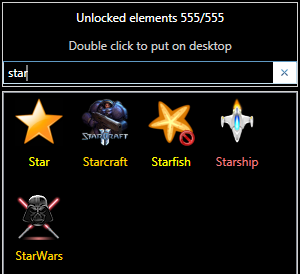 Unlocked elements 555/555
Double click to put on desktop
star
Star Starcraft Starfish Starship
StarWars